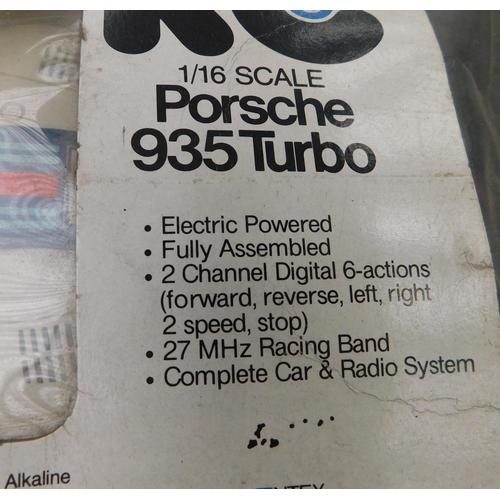 1/16 SCALE
Porsche
935 Turbo
• Electric Powered
• Fully Assembled
• 2 Channel Digital 6-actions
(forward, reverse, left, right
2 speed, stop)
• 27 MHz Racing Band
• Complete Car & Radio System
Alkaline